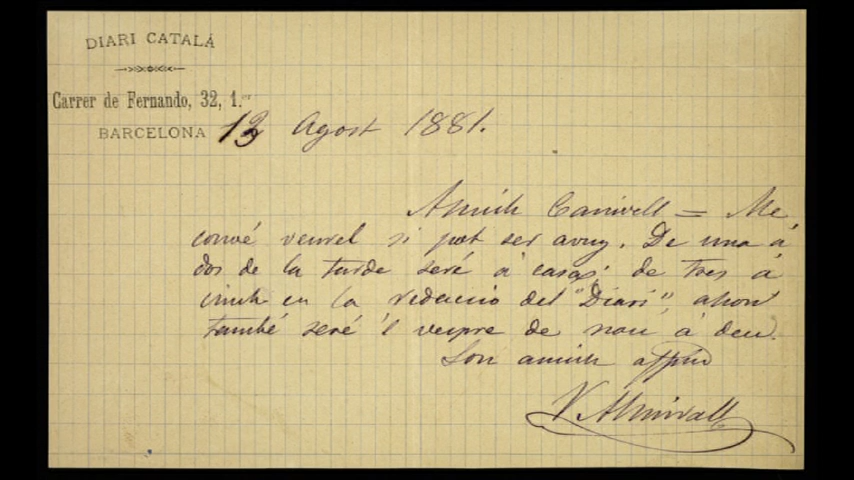 DIARI CATALÁ
Carrer de Fernando, 32, 1.er
BARCELONA 13 Agost 1881.
Amich Canivell = Me
convé veurel si pot ser avuy. De una á
dos de la tarde seré á casa; de tres á
cinch en la redacció del "Diari", ahont
també seré 'l vespre de nou á deu.
Son amich affm
V. Almirall